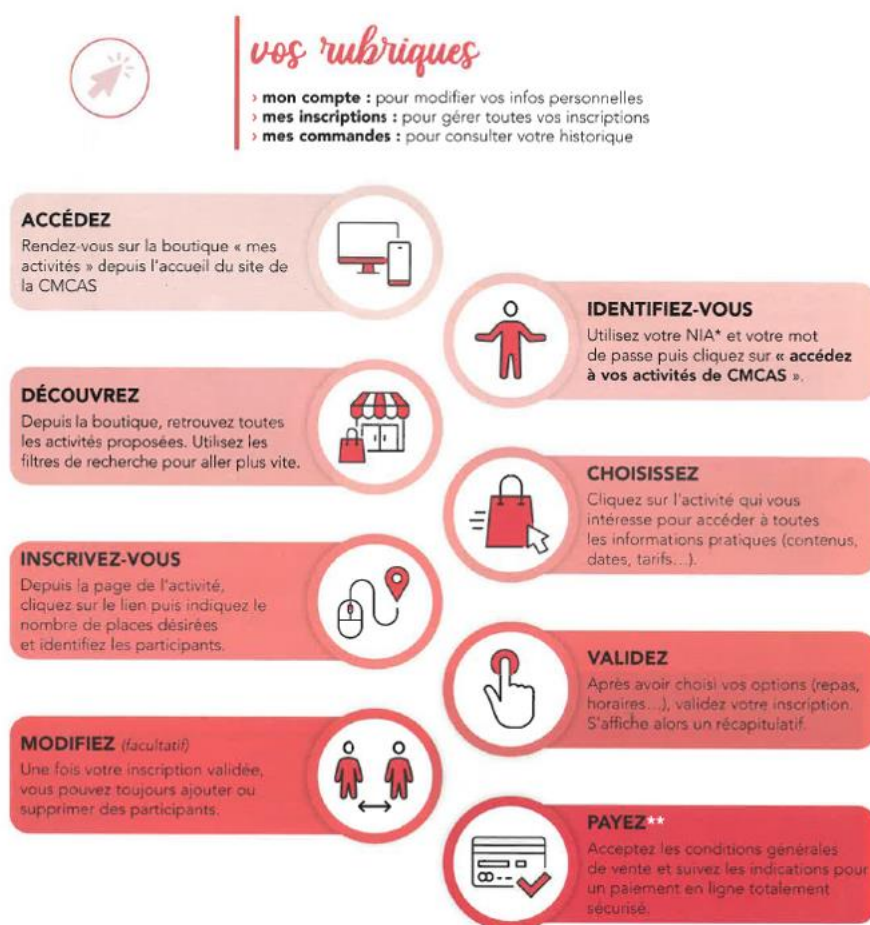 vos rubriques
› mon compte : pour modifier vos infos personnelles
› mes inscriptions : pour gérer toutes vos inscriptions
› mes commandes : pour consulter votre historique
ACCÉDEZ
Rendez-vous sur la boutique « mes
activités » depuis l'accueil du site de
la CMCAS
IDENTIFIEZ-VOUS
Utilisez votre NIA* et votre mot
de passe puis cliquez sur « accédez
à vos activités de CMCAS ».
DÉCOUVREZ
Depuis la boutique, retrouvez toutes
les activités proposées. Utilisez les
filtres de recherche pour aller plus vite.
CHOISISSEZ
Cliquez sur l'activité qui vous
intéresse pour accéder à toutes
les informations pratiques (contenus,
dates, tarifs...).
INSCRIVEZ-VOUS
Depuis la page de l'activité,
cliquez sur le lien puis indiquez le
nombre de places désirées
et identifiez les participants.
VALIDEZ
Après avoir choisi vos options (repas,
horaires...), validez votre inscription.
S'affiche alors un récapitulatif.
MODIFIEZ (facultatif)
Une fois votre inscription validée,
vous pouvez toujours ajouter ou
supprimer des participants.
PAYEZ**
Acceptez les conditions générales
de vente et suivez les indications pour
un paiement en ligne totalement
sécurisé.